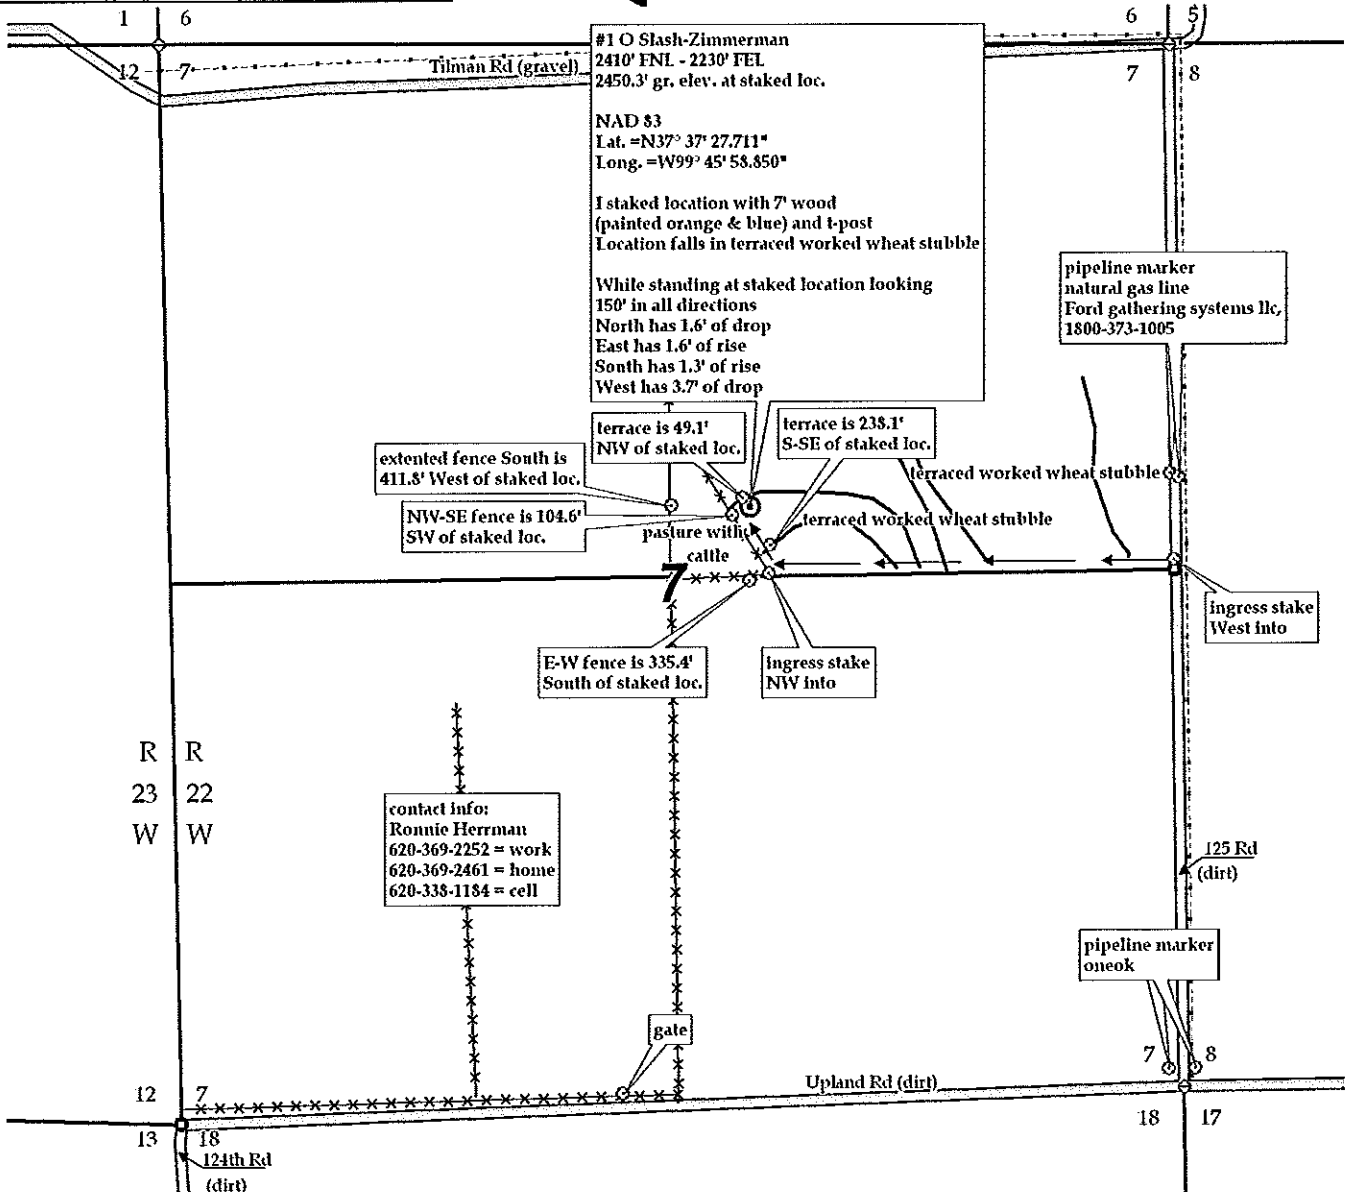 1 6
6 5
12 7
7 8
Tilman Rd (gravel)
#1 O Slash-Zimmerman
2410' FNL - 2230' FEL
2450.3' gr. elev. at staked loc.
NAD 83
Lat. =N37° 37' 27.711"
Long. =W99° 45' 58.850"
I staked location with 7' wood
(painted orange & blue) and t-post
Location falls in terraced worked wheat stubble
While standing at staked location looking
150' in all directions
North has 1.6' of drop
East has 1.6' of rise
South has 1.3' of rise
West has 3.7' of drop
pipeline marker
natural gas line
Ford gathering systems llc,
1800-373-1005
terrace is 49.1'
NW of staked loc.
terrace is 238.1'
S-SE of staked loc.
extented fence South is
411.8' West of staked loc.
NW-SE fence is 104.6'
SW of staked loc.
terraced worked wheat stubble
terraced worked wheat stubble
pasture with
cattle
7
ingress stake
West into
E-W fence is 335.4'
South of staked loc.
ingress stake
NW into
R R
23 22
W W
contact info:
Ronnie Herrman
620-369-2252 = work
620-369-2461 = home
620-338-1184 = cell
125 Rd
(dirt)
pipeline marker
oneok
gate
7 8
Upland Rd (dirt)
12 7
18 17
13 18
124th Rd
(dirt)